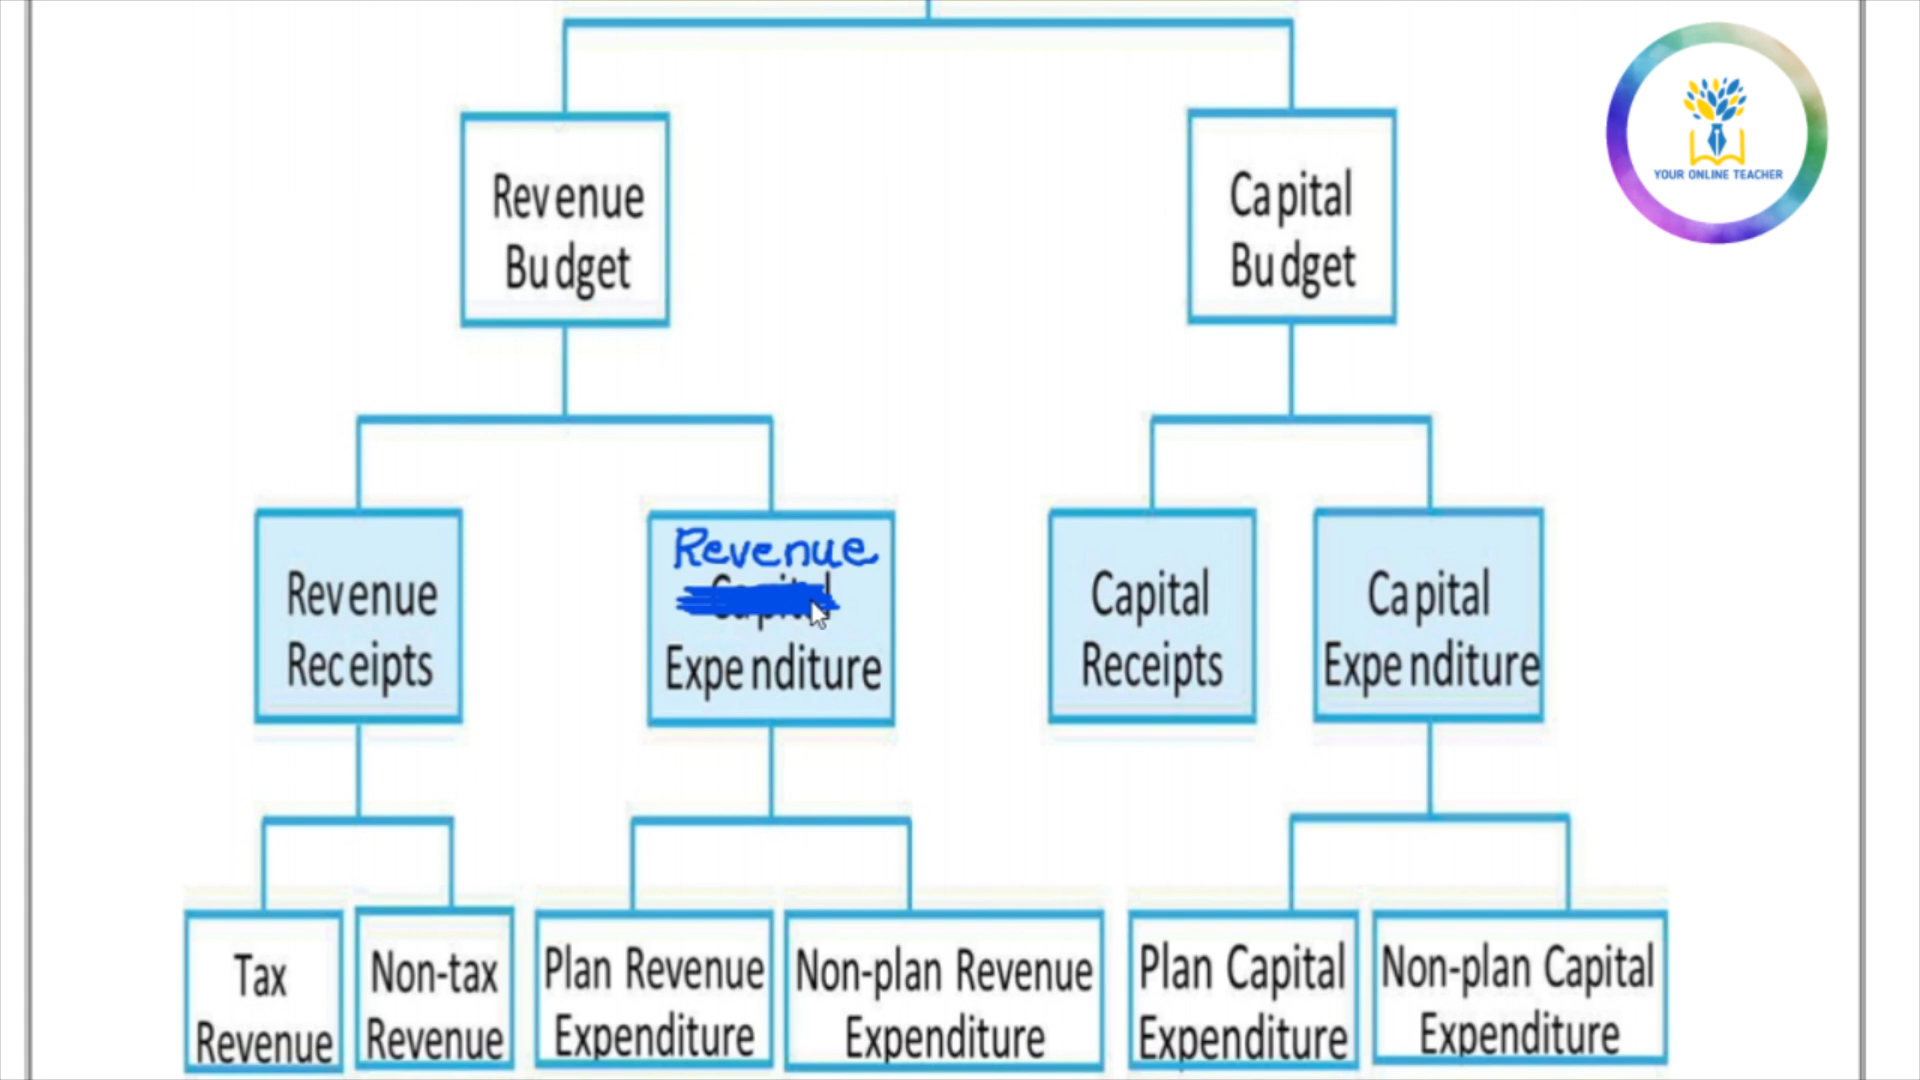 Revenue
Budget
Capital
Budget
YOUR ONLINE TEACHER
Revenue
Receipts
Revenue
Capital
Expenditure
Capital
Receipts
Capital
Expenditure
Tax
Revenue
Non-tax
Revenue
Plan Revenue
Expenditure
Non-plan Revenue
Expenditure
Plan Capital
Expenditure
Non-plan Capital
Expenditure